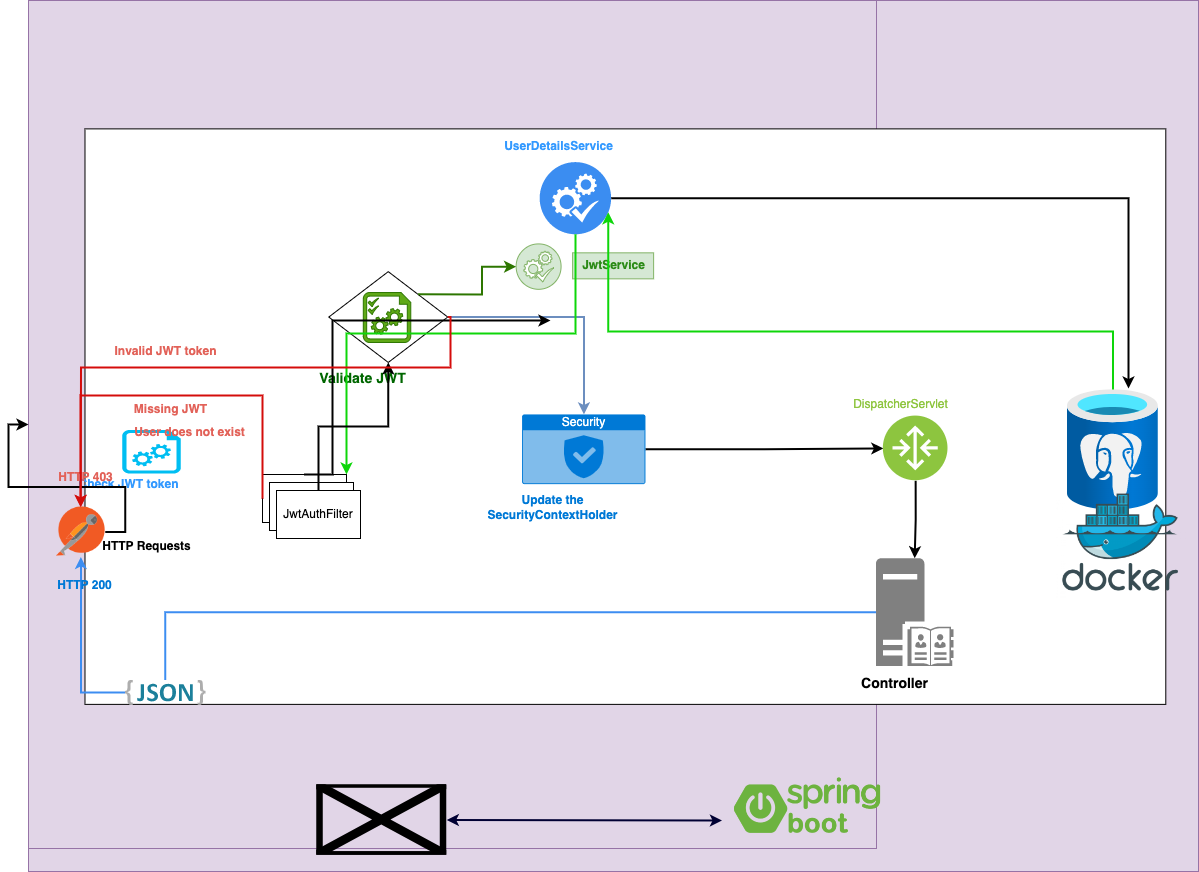 UserDetailsService
JwtService
Invalid JWT token
Validate JWT
Missing JWT
User does not exist
HTTP 403
heck JWT token
JwtAuthFilter
HTTP Requests
HTTP 200
Security
Update the
SecurityContextHolder
DispatcherServlet
docker
Controller
{JSON}
spring
boot